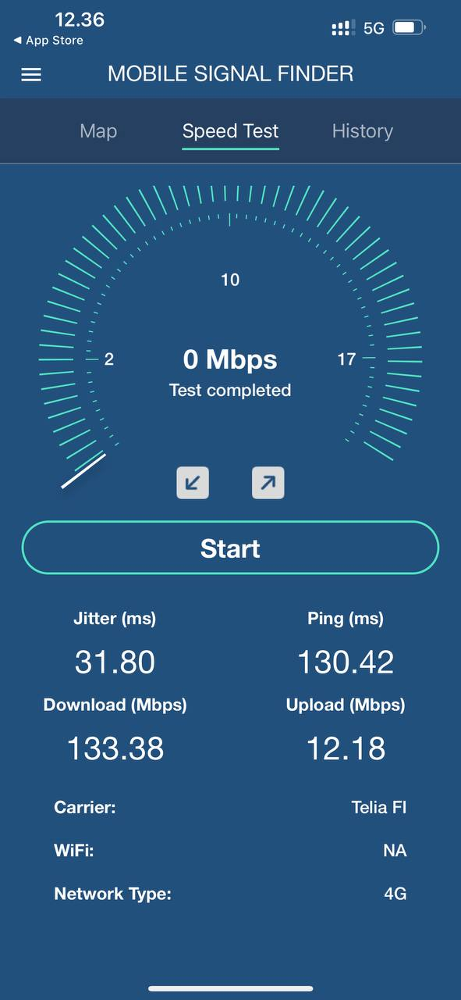 12.36
5G
◀ App Store
MOBILE SIGNAL FINDER
Map Speed Test History
10
2 0 Mbps 17
Test completed
Start
Jitter (ms) Ping (ms)
31.80 130.42
Download (Mbps) Upload (Mbps)
133.38 12.18
Carrier: Telia FI
WiFi: NA
Network Type: 4G